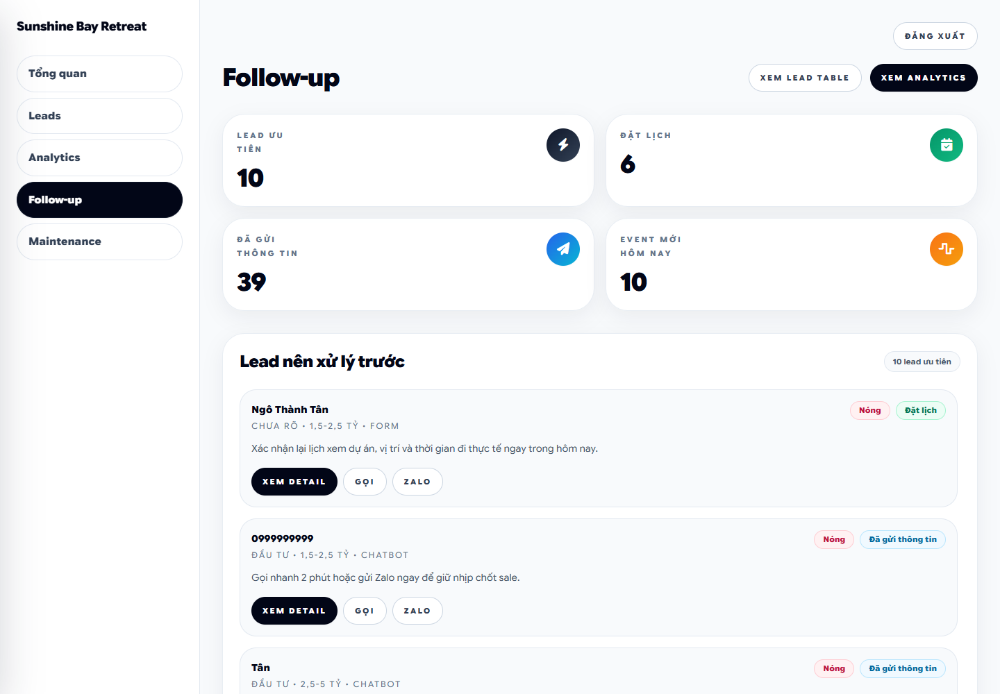 Sunshine Bay Retreat
Tổng quan
Leads
Analytics
Follow-up
Maintenance
ĐĂNG XUẤT
Follow-up
XEM LEAD TABLE
XEM ANALYTICS
LEAD ƯU
TIÊN
10
ĐẶT LỊCH
6
ĐÃ GỬI
THÔNG TIN
39
EVENT MỚI
HÔM NAY
10
Lead nên xử lý trước
10 lead ưu tiên
Ngô Thành Tân
Nóng
Đặt lịch
CHƯA RÕ • 1,5-2,5 TỶ • FORM
Xác nhận lại lịch xem dự án, vị trí và thời gian đi thực tế ngay trong hôm nay.
XEM DETAIL
GỌI
ZALO
0999999999
Nóng
Đã gửi thông tin
ĐẦU TƯ • 1,5-2,5 TỶ • CHATBOT
Gọi nhanh 2 phút hoặc gửi Zalo ngay để giữ nhịp chốt sale.
XEM DETAIL
GỌI
ZALO
Tân
Nóng
Đã gửi thông tin
ĐẦU TƯ • 2,5-5 TỶ • CHATBOT